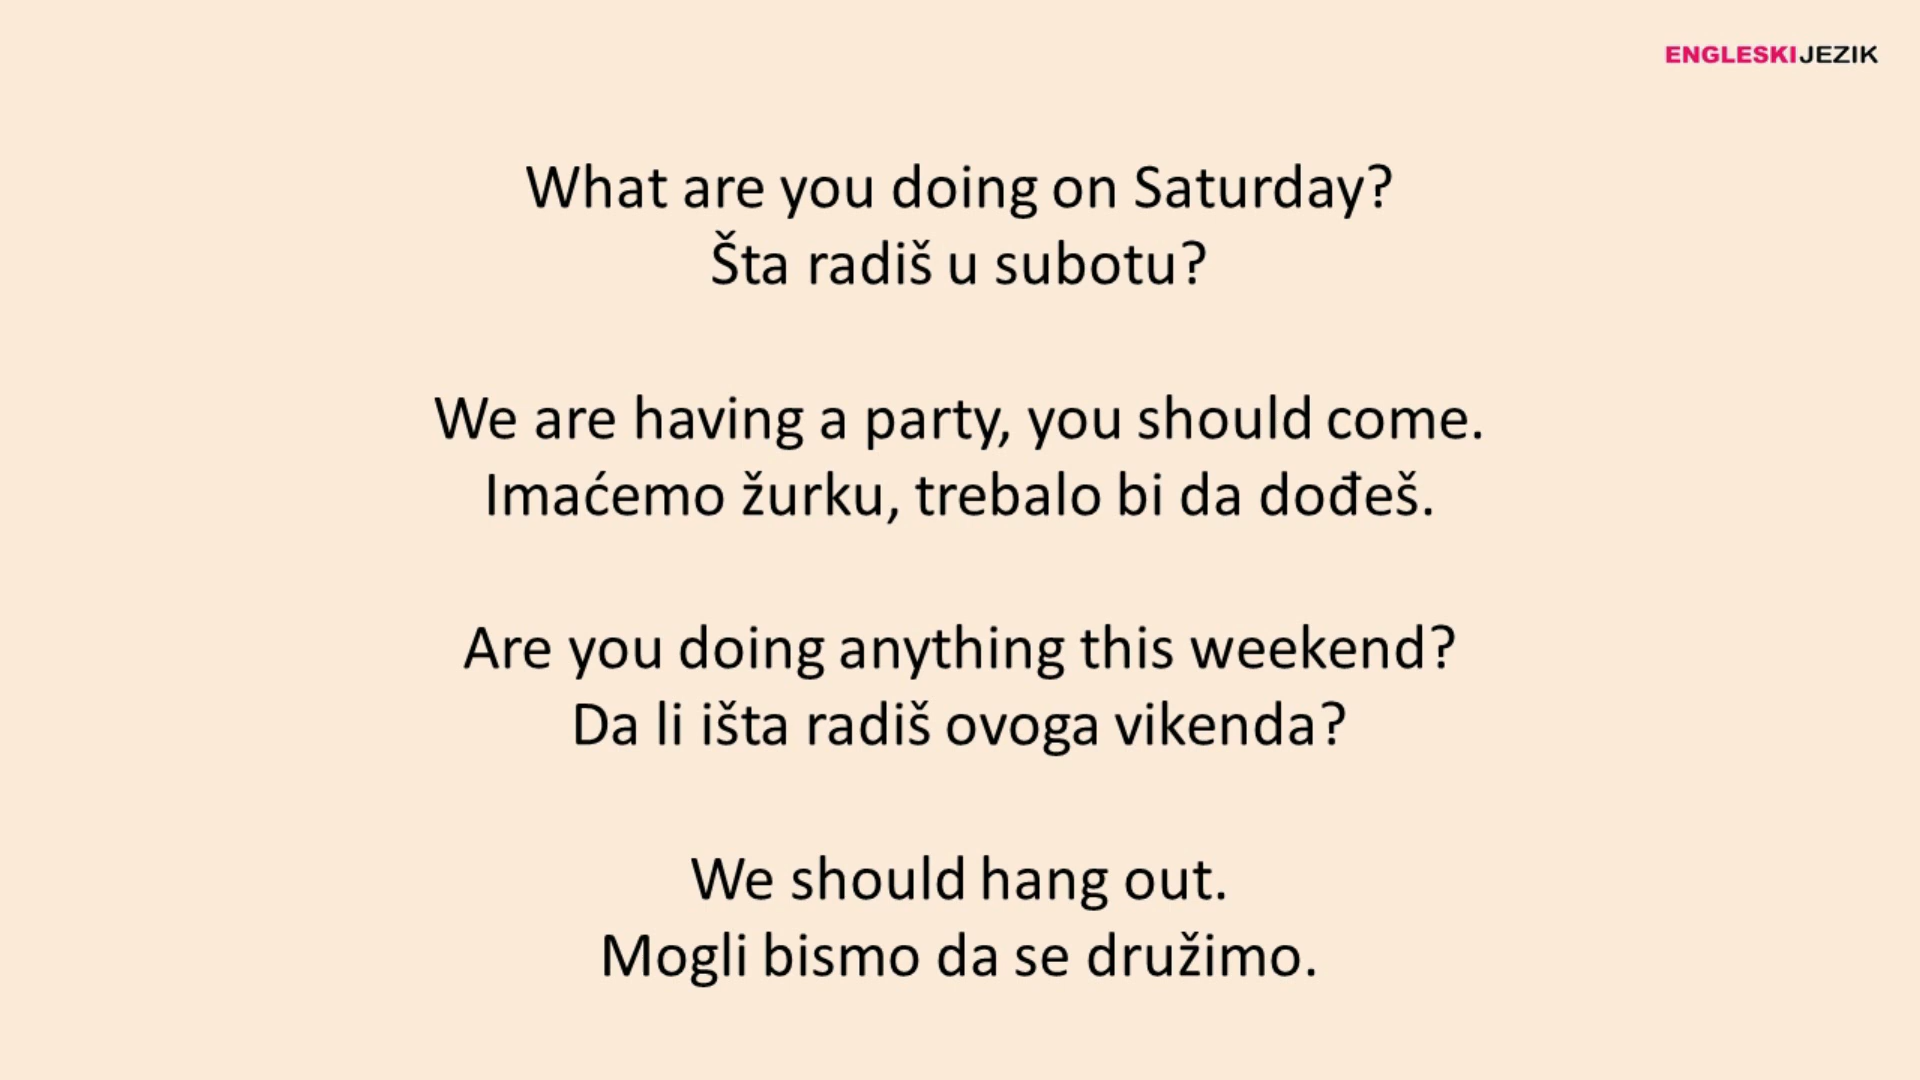 ENGLESKIJEZIK
What are you doing on Saturday?
Šta radiš u subotu?
We are having a party, you should come.
Imaćemo žurku, trebalo bi da dođeš.
Are you doing anything this weekend?
Da li išta radiš ovoga vikenda?
We should hang out.
Mogli bismo da se družimo.